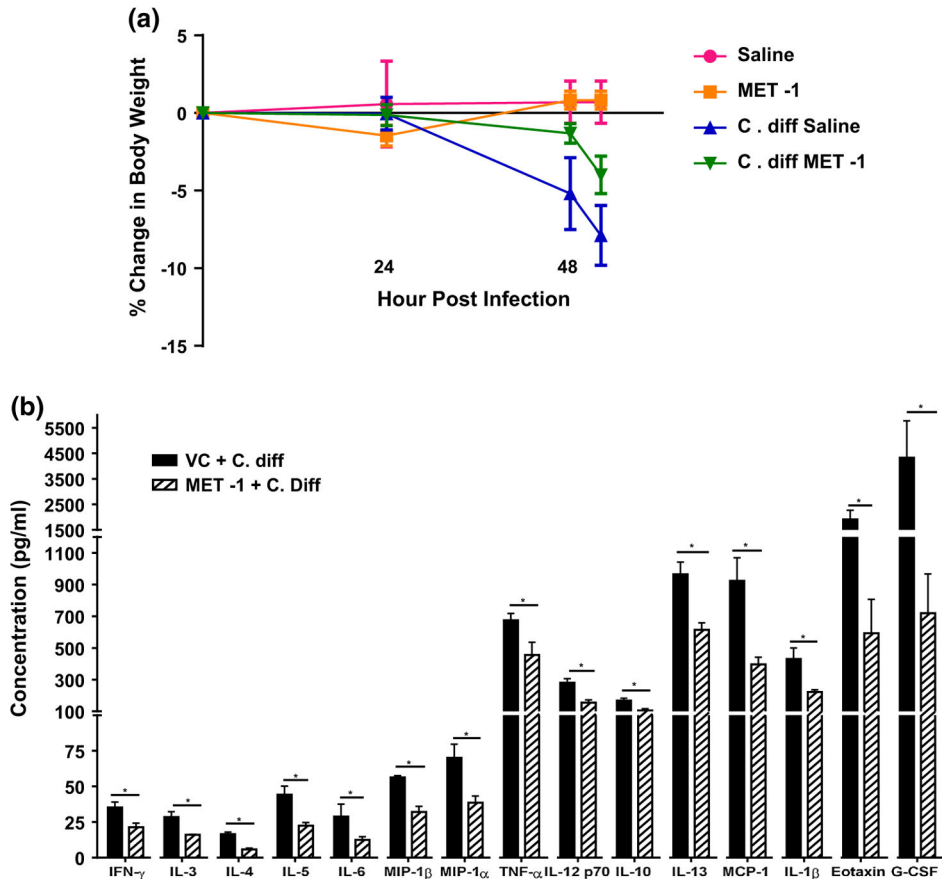 (a)
5
0
-5
-10
-15
% Change in Body Weight
24
48
Hour Post Infection
Saline
MET -1
C . diff Saline
C . diff MET -1
(b)
5500
4500
3500
2500
1500
1100
900
700
500
300
100
75
50
25
0
Concentration (pg/ml)
VC + C. diff
MET -1 + C. Diff
* * * * * * * * * * * * * * *
IFN-γ IL-3 IL-4 IL-5 IL-6 MIP-1β MIP-1α TNF-α IL-12 p70 IL-10 IL-13 MCP-1 IL-1β Eotaxin G-CSF